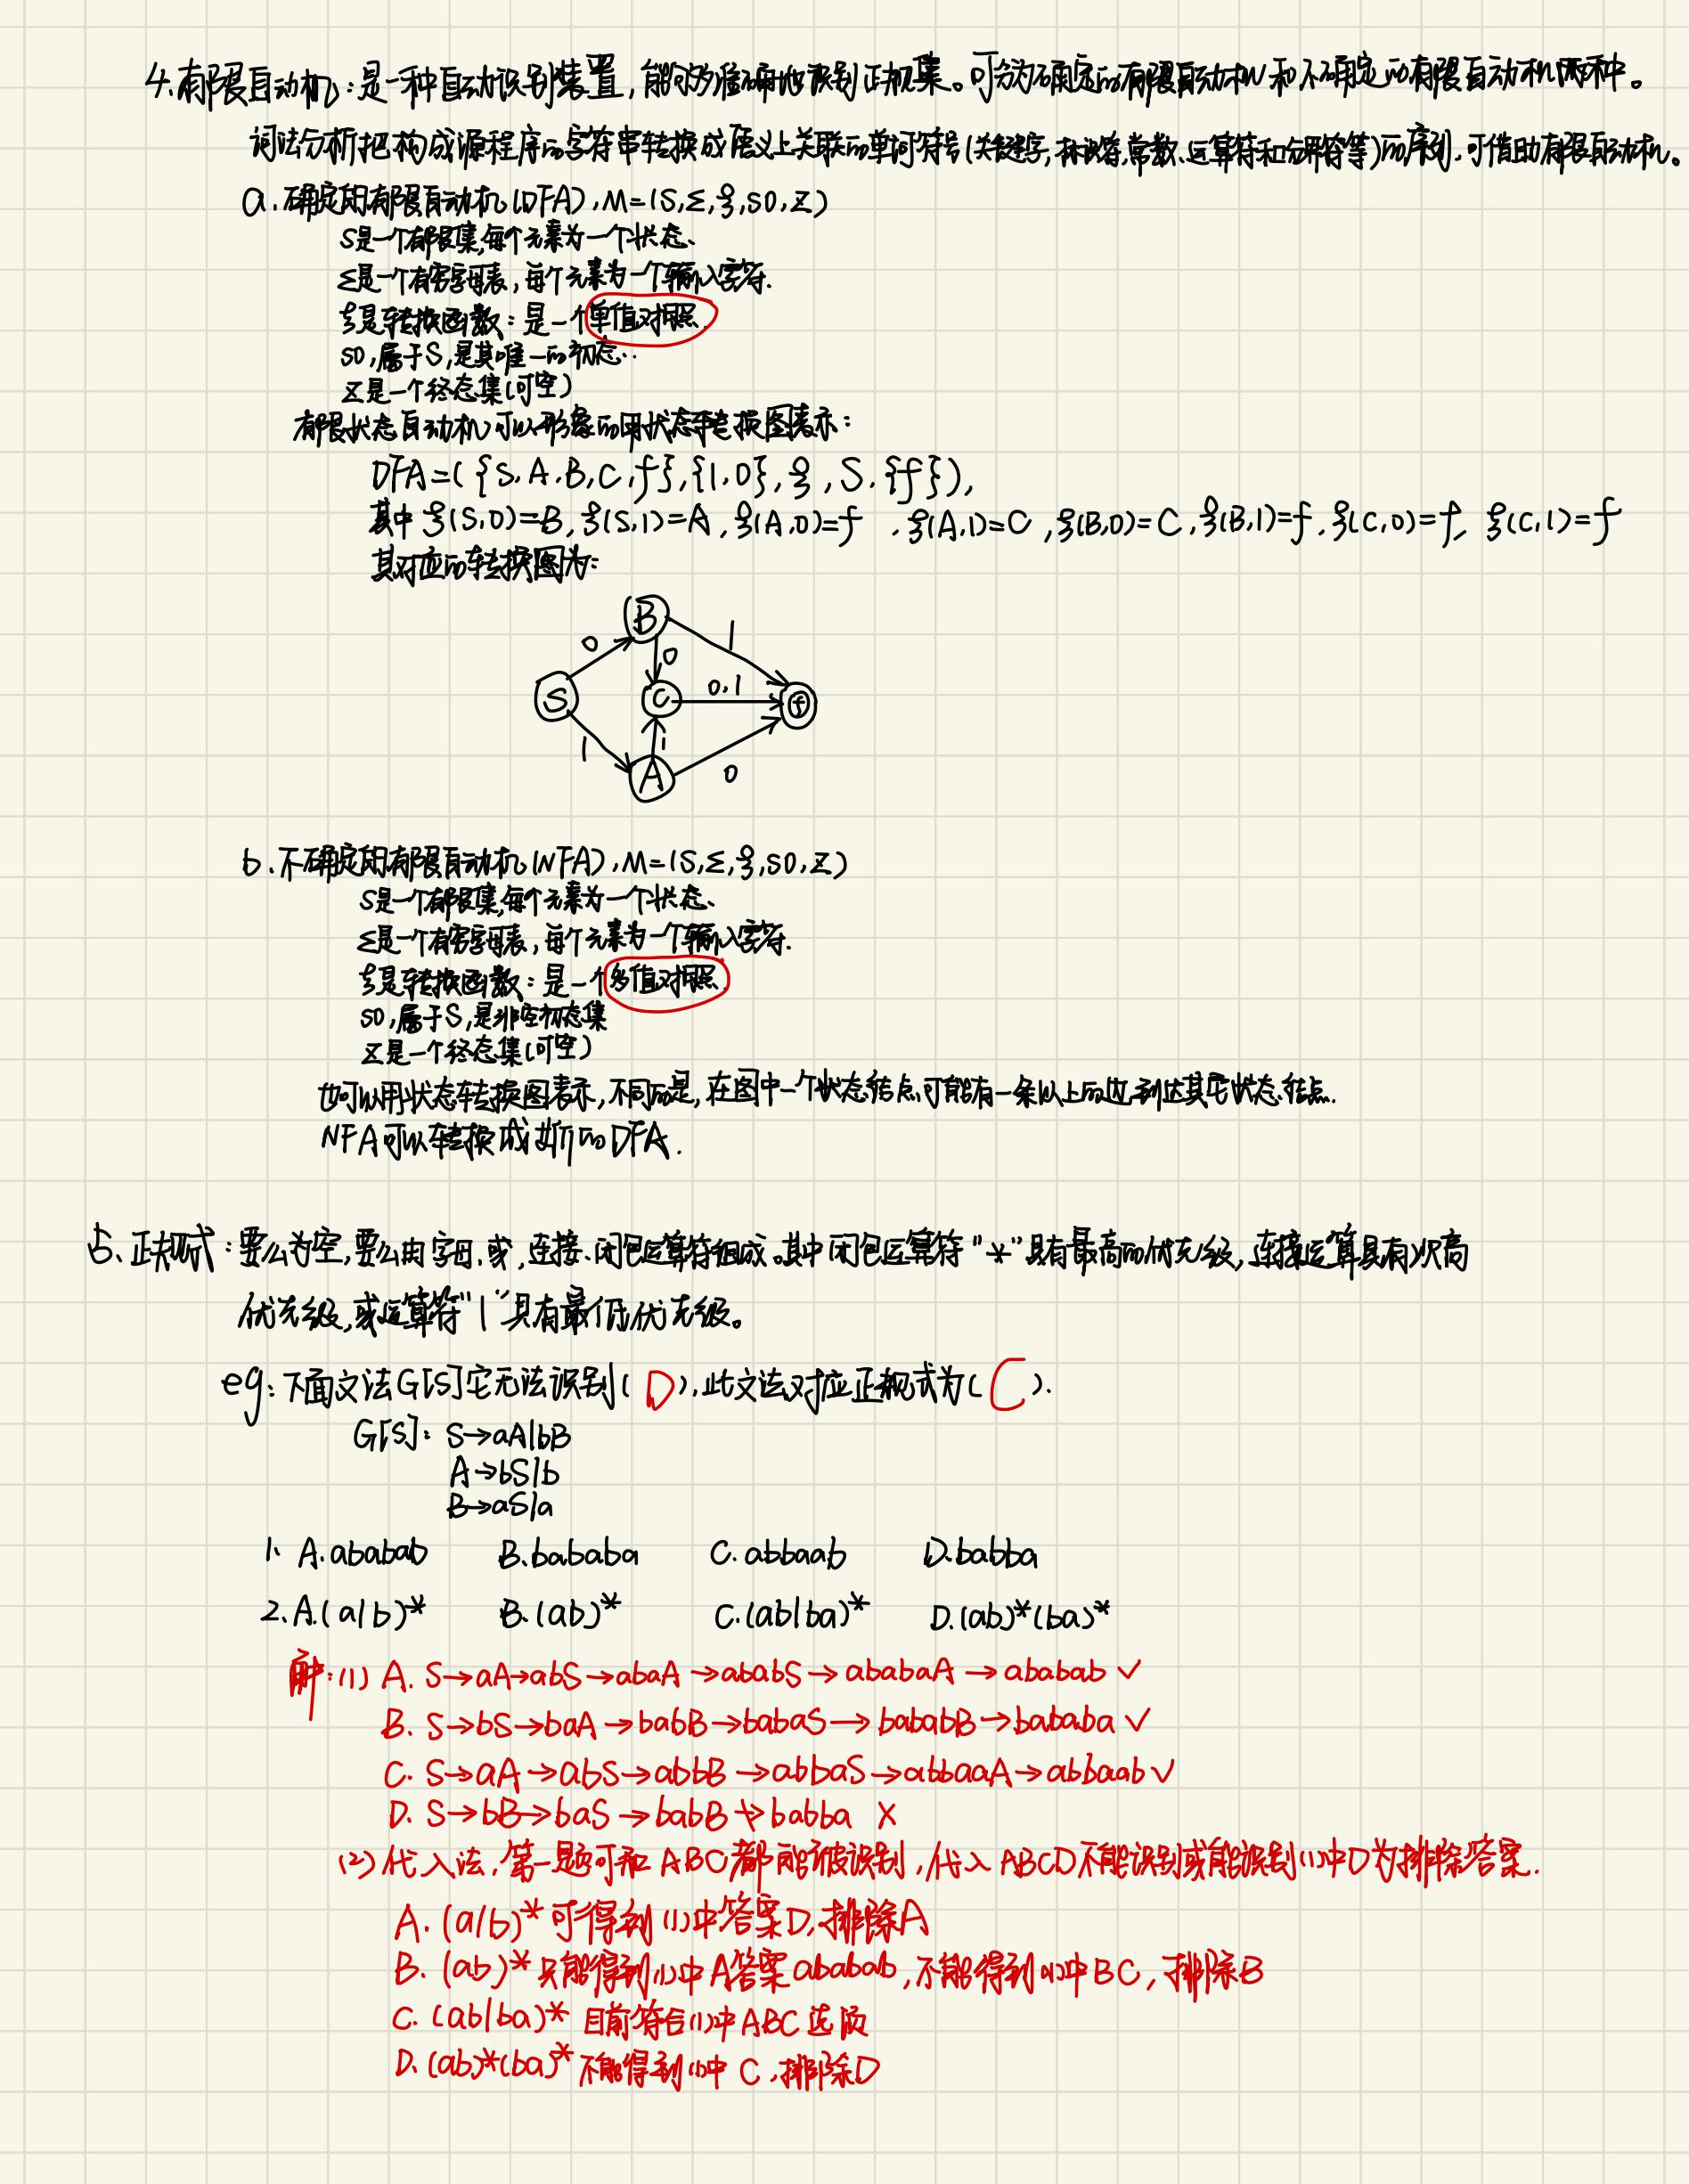 4.有限自动机:是一种自动识别装置,能够准确地识别正规集。可分为确定的有限自动机和不确定的有限自动机两种。
词法分析把构成源程序的字符串转换成语义上关联的单词符号(关键字,标识符,常数、运算符和分界符等)的序列,可借助有限自动机。
a.确定的有限自动机(DFA),M=(S,Σ,ξ,S0,Z)
S是一个有限集,每个元素为一个状态、
Σ是一个有穷字母表,每个元素为一个输入字符.
ξ是转换函数:是一个单值对照.
S0,属于S,是其唯一的初态..
Z是一个终态集(可空)
有限状态自动机可以形象的用状态转换图表示:
DFA=({S.A.B,C,f},{1.0},ξ,S.{f}),
其中ξ(S,0)=B,ξ(S,1)=A,ξ(A,0)=f,ξ(A,1)=C,ξ(B,0)=C,ξ(B,1)=f,ξ(C,0)=f,ξ(C,1)=f
其对应的转换图为:
B
0
1
0
S
C
0.1
f
1
1
A
0
b.不确定的有限自动机(NFA),M=(S,Σ,ξ,S0,Z)
S是一个有限集,每个元素为一个状态、
Σ是一个有穷字母表,每个元素为一个输入字符.
ξ是转换函数:是一个多值对照.
S0,属于S,是非空初态集
Z是一个终态集(可空)
也可以用状态转换图表示,不同的是,在图中一个状态结点可能有一条以上的边到达其它状态结点.
NFA可以转换成DFA.
5、正规式:要么为空,要么由字母.或,连接、闭包运算符组成。其中闭包运算符"*"具有最高的优先级,连接运算具有次高
优先级,或运算符"|"具有最低优先级。
eg:下面文法G[S]它无法识别(D),此文法对应正规式为(C).
G[S]: S→aA|bB
A→bS|b
B→aS|a
1. A.ababab B.bababa C.abbaab D.babba
2.A.(a|b)* B.(ab)* C.(ab|ba)* D.(ab)*(ba)*
解:(1) A. S→aA→abS→abaA→ababS→ababaA→ababab ✓
B. S→bS→baA→babB→babaS→bababB→bababa ✓
C. S→aA→abS→abbB→abbaS→abbaaA→abbaab ✓
D. S→bB→baS→babB↛babba ✗
(2)代入法,第一题可知ABC都能被识别,代入ABCD不能识别或能识别(1)中D为排除答案.
A. (a|b)*可得到(1)中答案D,排除A
B. (ab)*只能得到(1)中A答案ababab,不能得到(1)中BC,排除B
C. (ab|ba)* 目前符合(1)中ABC选项
D. (ab)*(ba)* 不能得到(1)中C,排除D